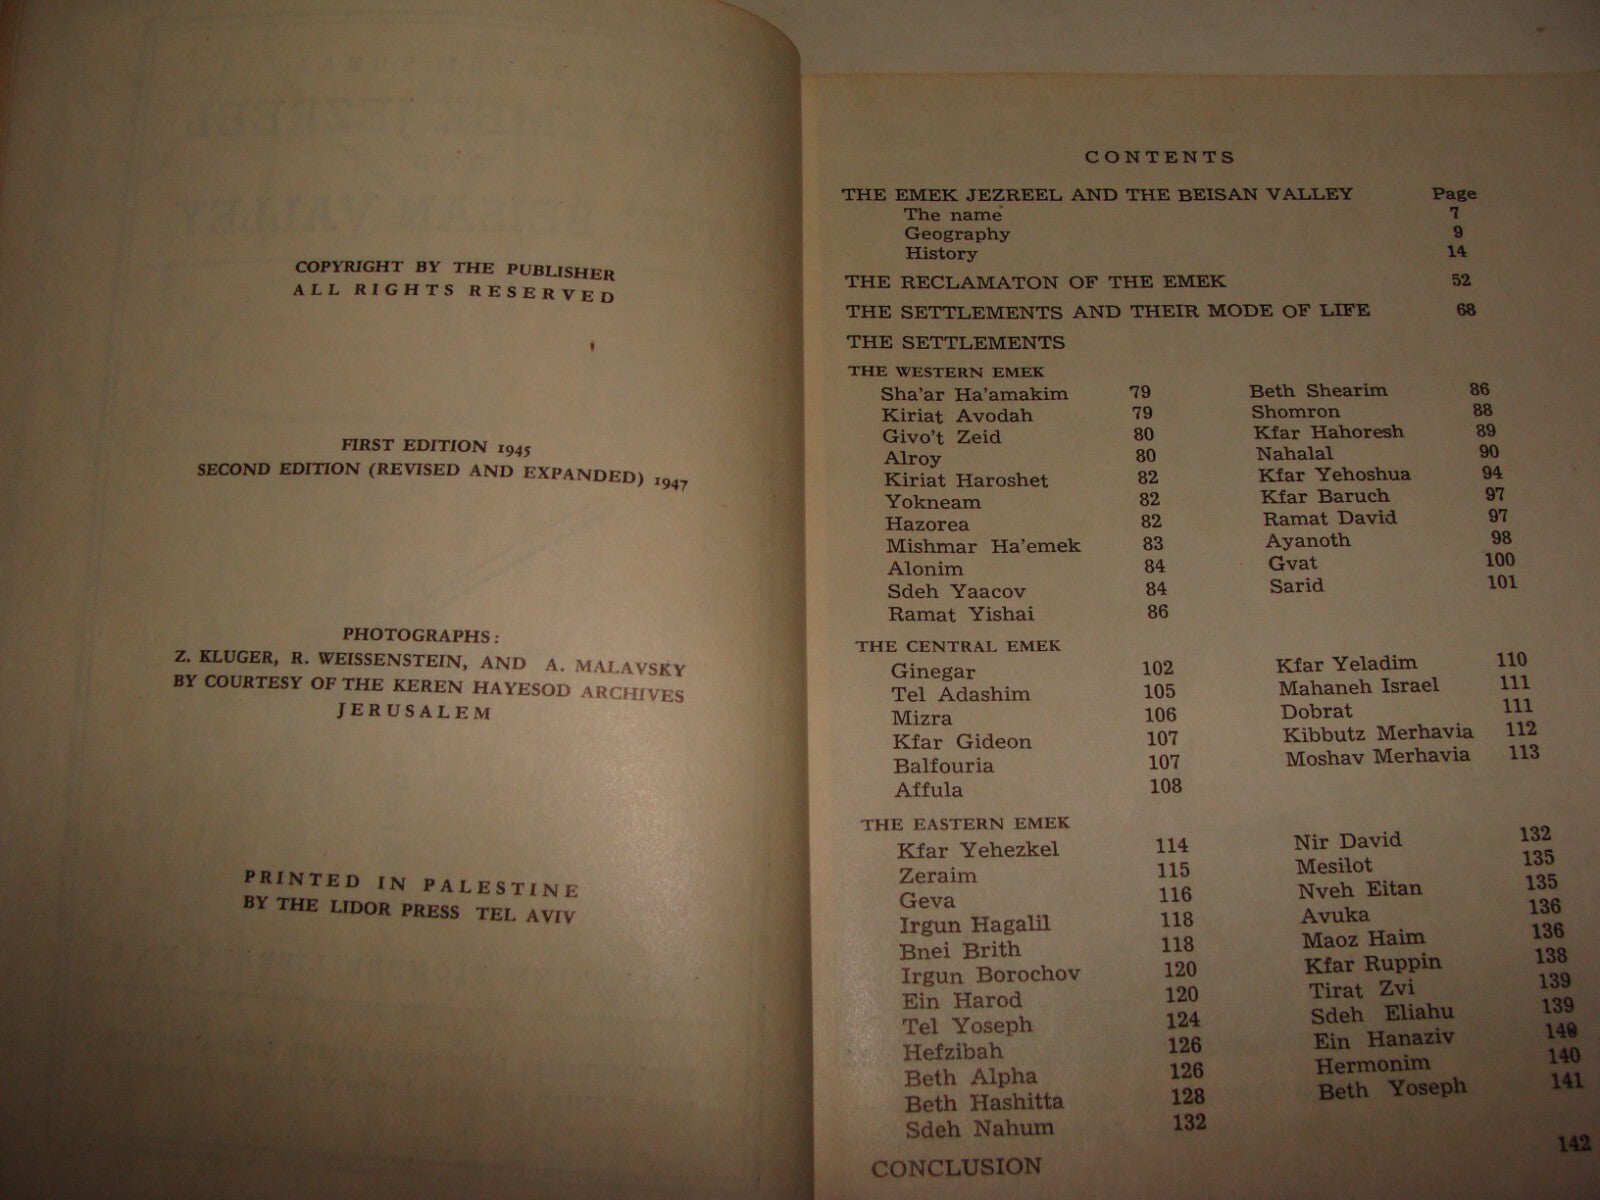 COPYRIGHT BY THE PUBLISHER
ALL RIGHTS RESERVED
FIRST EDITION 1945
SECOND EDITION (REVISED AND EXPANDED) 1947
PHOTOGRAPHS:
Z. KLUGER, R. WEISSENSTEIN, AND A. MALAVSKY
BY COURTESY OF THE KEREN HAYESOD ARCHIVES
JERUSALEM
PRINTED IN PALESTINE
BY THE LIDOR PRESS TEL AVIV
CONTENTS
THE EMEK JEZREEL AND THE BEISAN VALLEY Page
The name 7
Geography 9
History 14
THE RECLAMATON OF THE EMEK 52
THE SETTLEMENTS AND THEIR MODE OF LIFE 68
THE SETTLEMENTS
THE WESTERN EMEK
Sha'ar Ha'amakim 79
Kiriat Avodah 79
Givo't Zeid 80
Alroy 80
Kiriat Haroshet 82
Yokneam 82
Hazorea 82
Mishmar Ha'emek 83
Alonim 84
Sdeh Yaacov 84
Ramat Yishai 86
Beth Shearim 86
Shomron 88
Kfar Hahoresh 89
Nahalal 90
Kfar Yehoshua 94
Kfar Baruch 97
Ramat David 97
Ayanoth 98
Gvat 100
Sarid 101
THE CENTRAL EMEK
Ginegar 102
Tel Adashim 105
Mizra 106
Kfar Gideon 107
Balfouria 107
Affula 108
Kfar Yeladim 110
Mahaneh Israel 111
Dobrat 111
Kibbutz Merhavia 112
Moshav Merhavia 113
THE EASTERN EMEK
Kfar Yehezkel 114
Zeraim 115
Geva 116
Irgun Hagalil 118
Bnei Brith 118
Irgun Borochov 120
Ein Harod 120
Tel Yoseph 124
Hefzibah 126
Beth Alpha 126
Beth Hashitta 128
Sdeh Nahum 132
Nir David 132
Mesilot 135
Nveh Eitan 135
Avuka 136
Maoz Haim 136
Kfar Ruppin 138
Tirat Zvi 139
Sdeh Eliahu 139
Ein Hanaziv 140
Hermonim 140
Beth Yoseph 141
CONCLUSION 142